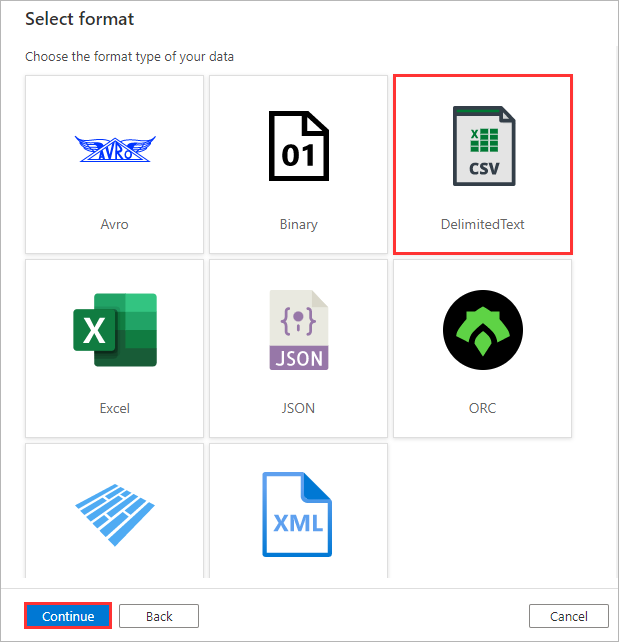 Select format
Choose the format type of your data
AVRO
01
CSV
Avro
Binary
DelimitedText
X
JSON
Excel
JSON
ORC
XML
Continue
Back
Cancel